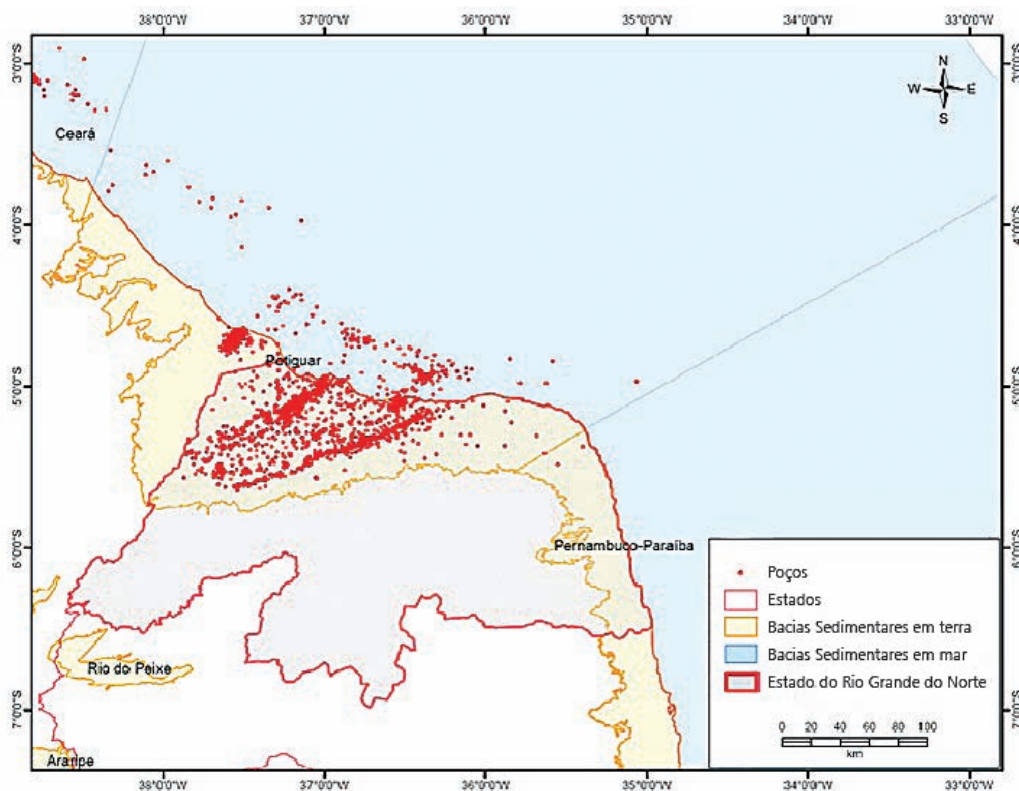 38°0'0"W 37°0'0"W 36°0'0"W 35°0'0"W 34°0'0"W 33°0'0"W
3°0'0"S
3°0'0"S
N
W E
S
Ceará
4°0'0"S
4°0'0"S
Potiguar
5°0'0"S
5°0'0"S
Pernambuco-Paraíba
6°0'0"S
6°0'0"S
Rio do Peixe
Araripe
7°0'0"S
7°0'0"S
Poços
Estados
Bacias Sedimentares em terra
Bacias Sedimentares em mar
Estado do Rio Grande do Norte
0 20 40 60 80 100
km
38°0'0"W 37°0'0"W 36°0'0"W 35°0'0"W 34°0'0"W 33°0'0"W